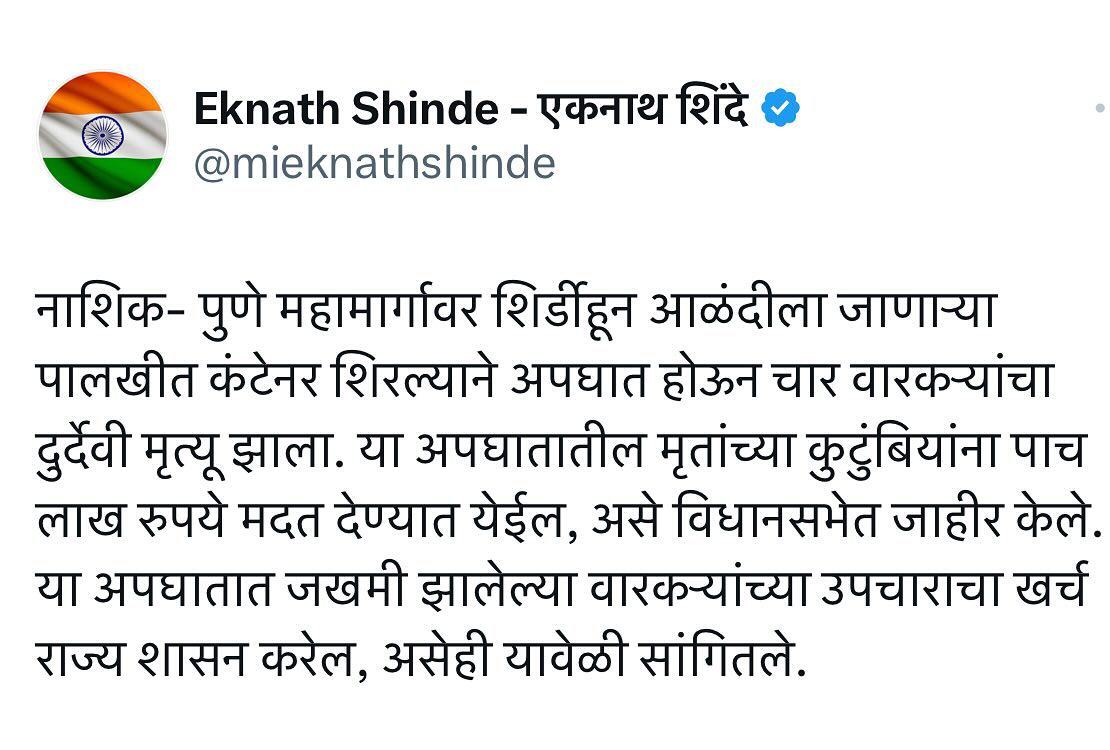 Eknath Shinde - एकनाथ शिंदे
@mieknathshinde
नाशिक- पुणे महामार्गावर शिर्डीहून आळंदीला जाणाऱ्या
पालखीत कंटेनर शिरल्याने अपघात होऊन चार वारकऱ्यांचा
दुर्देवी मृत्यू झाला. या अपघातातील मृतांच्या कुटुंबियांना पाच
लाख रुपये मदत देण्यात येईल, असे विधानसभेत जाहीर केले.
या अपघातात जखमी झालेल्या वारकऱ्यांच्या उपचाराचा खर्च
राज्य शासन करेल, असेही यावेळी सांगितले.